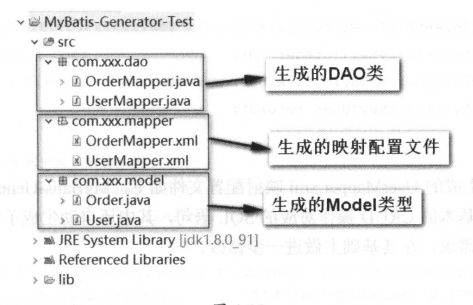 MyBatis-Generator-Test
src
com.xxx.dao
OrderMapper.java
UserMapper.java
生成的DAO类
com.xxx.mapper
OrderMapper.xml
UserMapper.xml
生成的映射配置文件
com.xxx.model
Order.java
User.java
生成的Model类型
JRE System Library [jdk1.8.0_91]
Referenced Libraries
lib